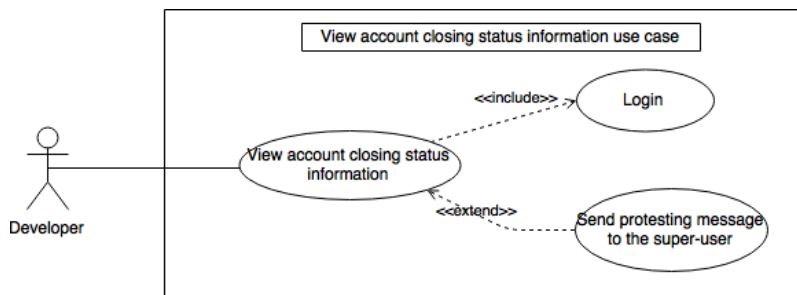 View account closing status information use case
<<include>>
Login
View account closing status
information
<<extend>>
Send protesting message
to the super-user
Developer